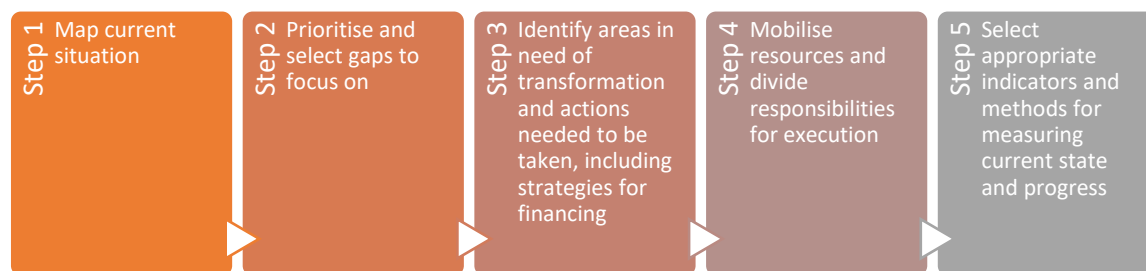 Step 1
Map current
situation
Step 2
Prioritise and
select gaps to
focus on
Step 3
Identify areas in
need of
transformation
and actions
needed to be
taken, including
strategies for
financing
Step 4
Mobilise
resources and
divide
responsibilities
for execution
Step 5
Select
appropriate
indicators and
methods for
measuring
current state
and progress